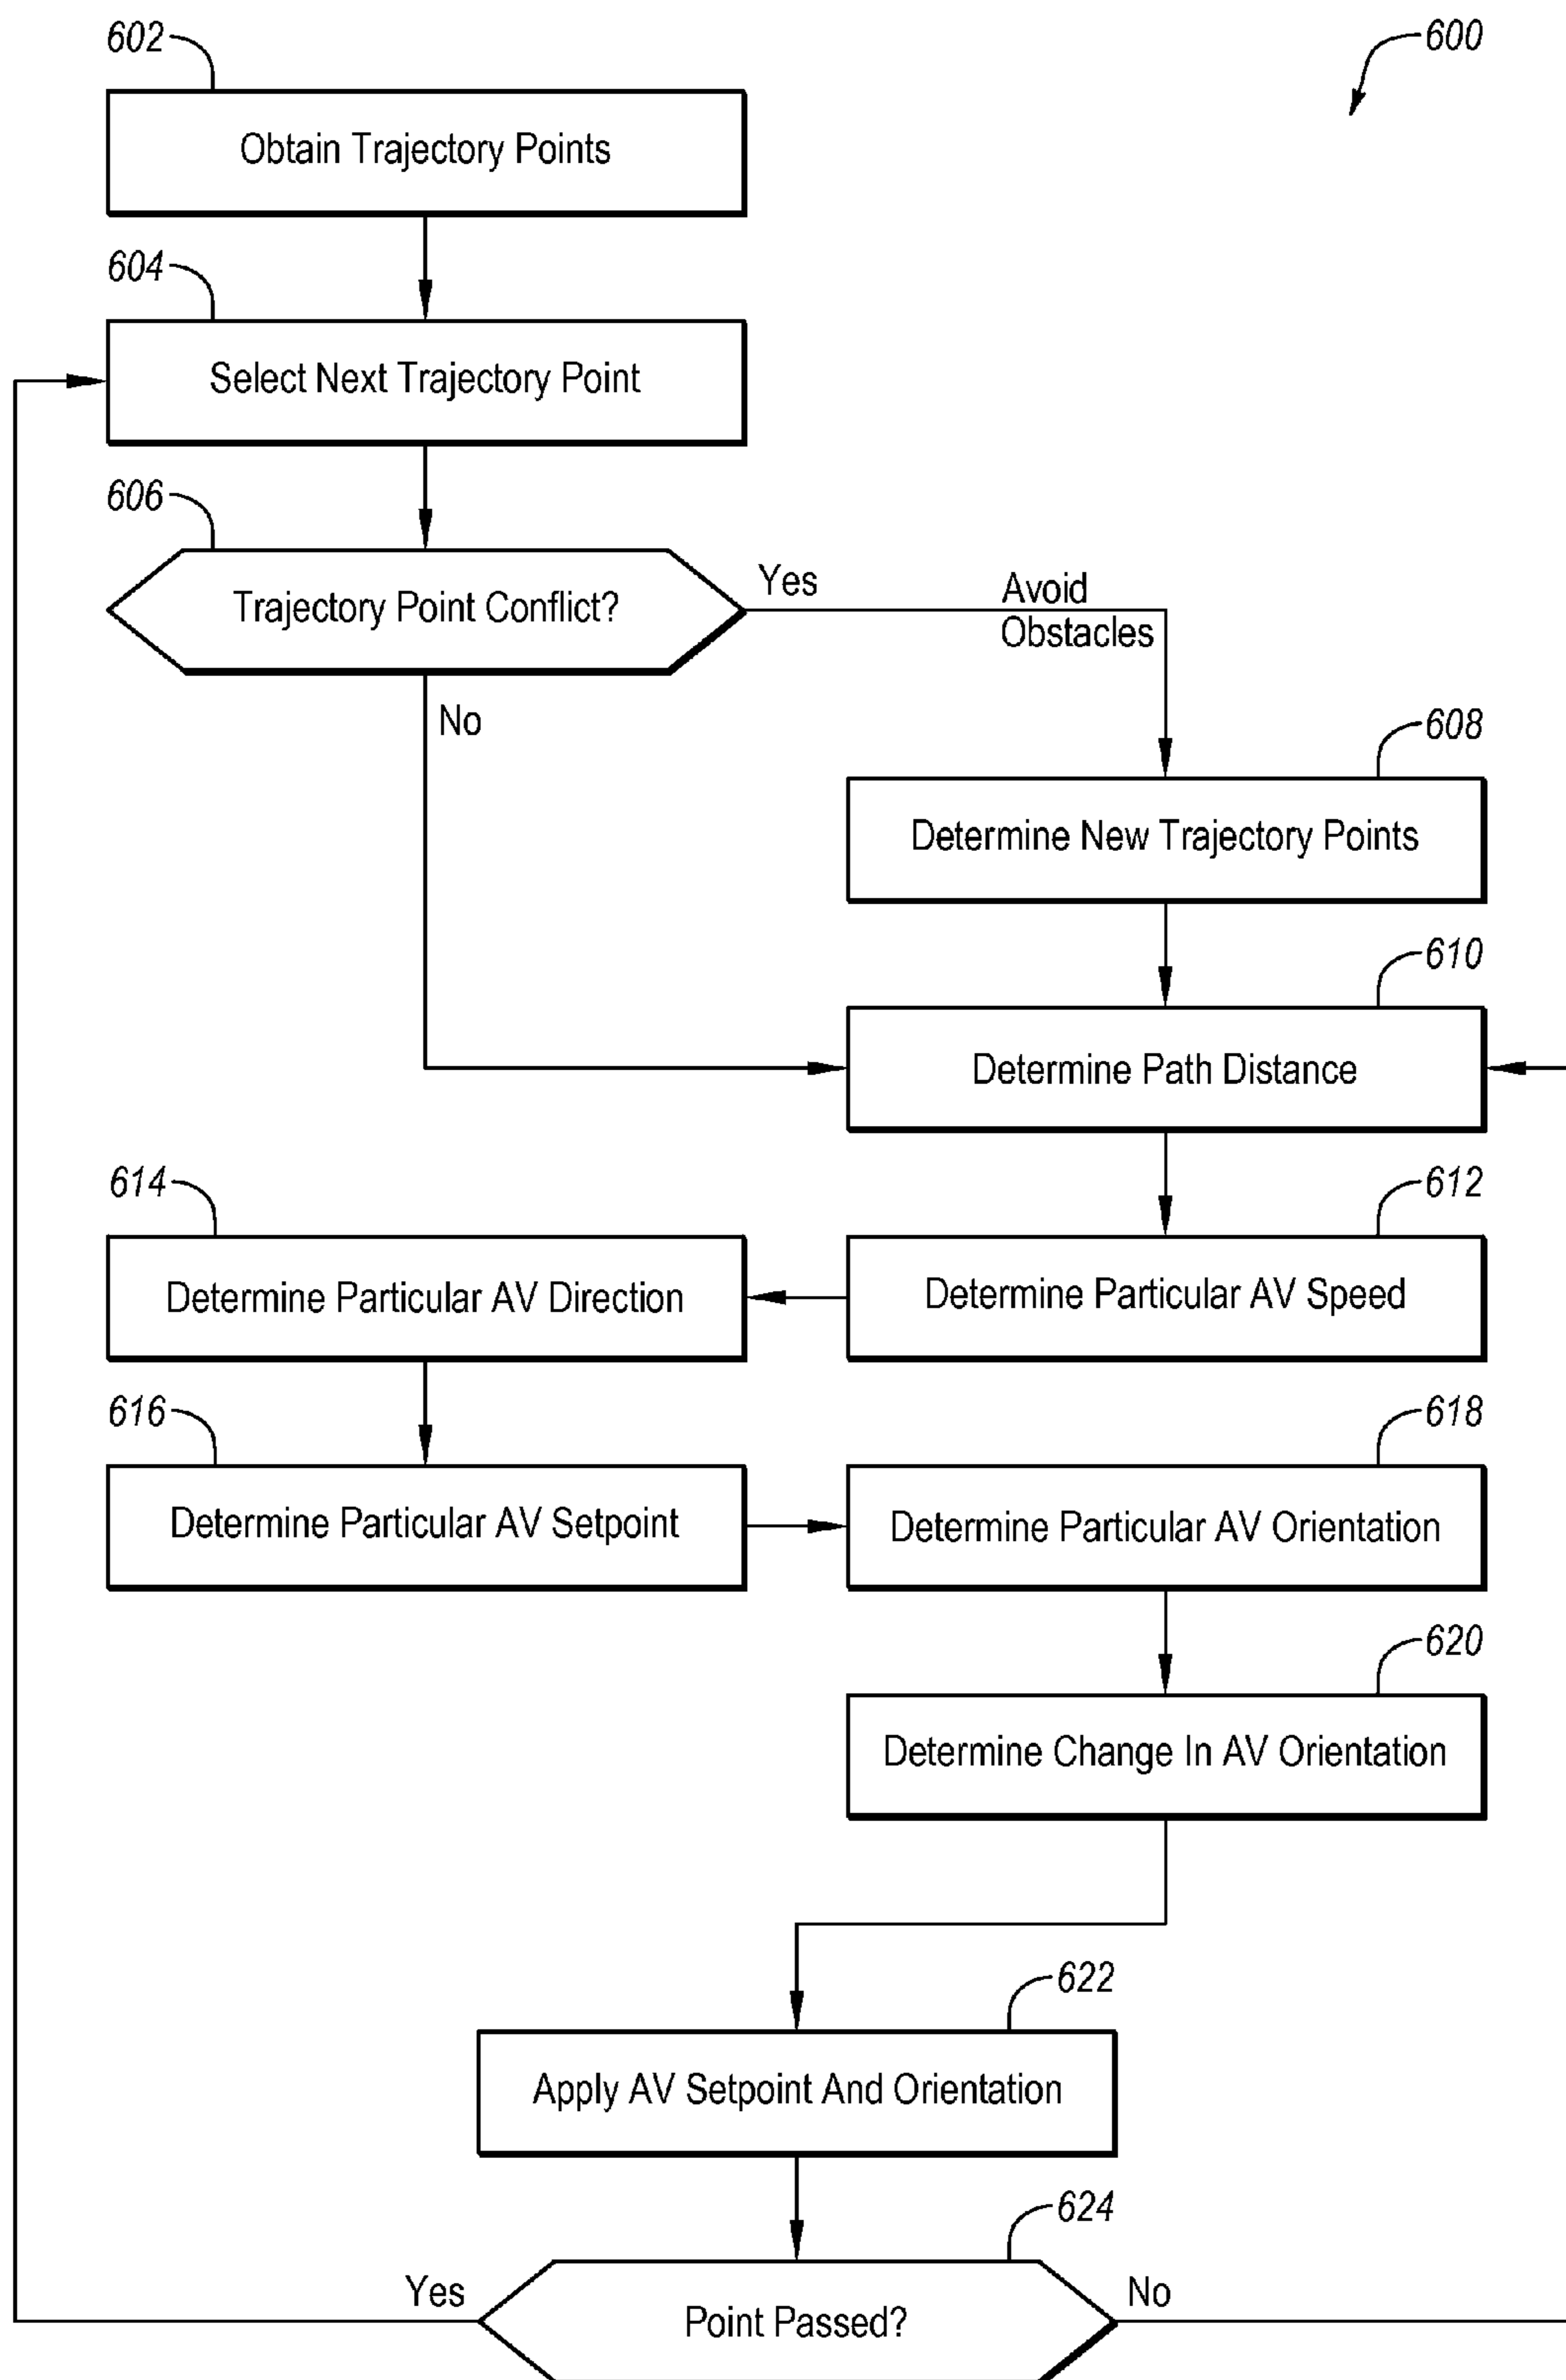 602
600
Obtain Trajectory Points
604
Select Next Trajectory Point
606
Trajectory Point Conflict?
Yes
Avoid
Obstacles
No
608
Determine New Trajectory Points
610
Determine Path Distance
614
612
Determine Particular AV Direction
Determine Particular AV Speed
616
618
Determine Particular AV Setpoint
Determine Particular AV Orientation
620
Determine Change In AV Orientation
622
Apply AV Setpoint And Orientation
624
Yes
No
Point Passed?